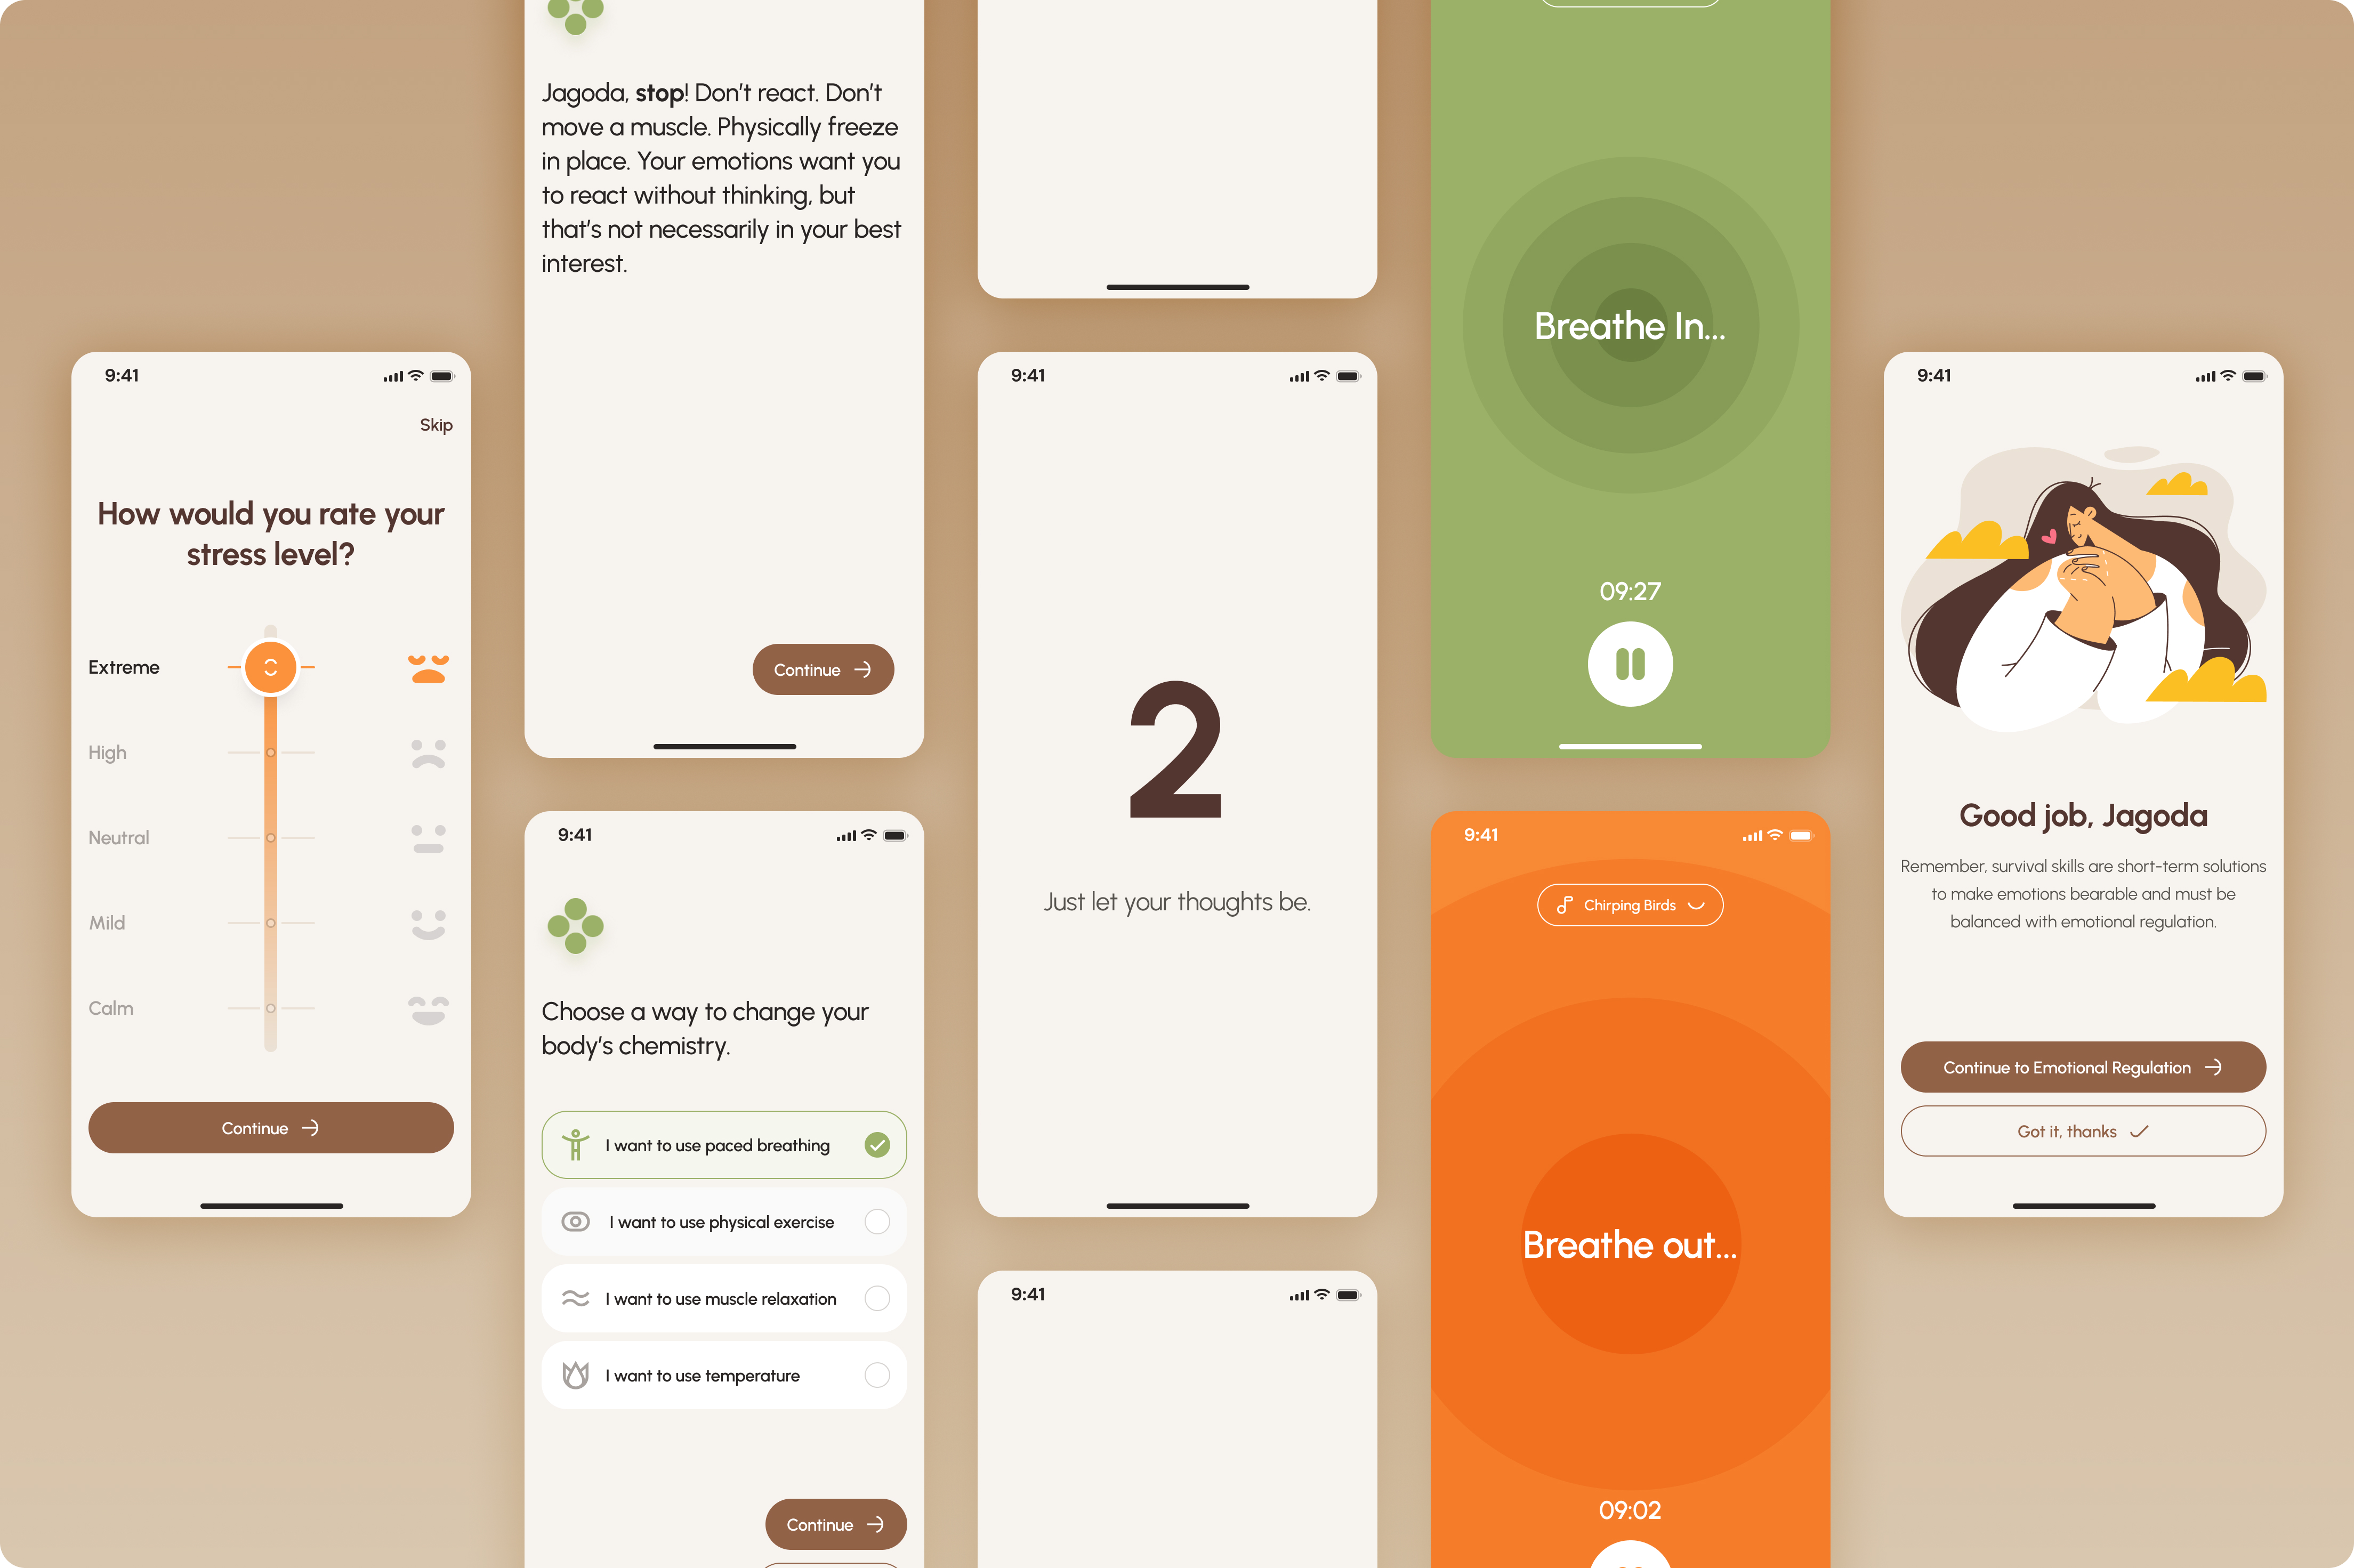 9:41
Skip
How would you rate your
stress level?
Extreme
High
Neutral
Mild
Calm
Continue
Jagoda, stop! Don’t react. Don’t
move a muscle. Physically freeze
in place. Your emotions want you
to react without thinking, but
that’s not necessarily in your best
interest.
Continue
9:41
Choose a way to change your
body’s chemistry.
I want to use paced breathing
I want to use physical exercise
I want to use muscle relaxation
I want to use temperature
Continue
9:41
2
Just let your thoughts be.
9:41
Breathe In...
09:27
9:41
Chirping Birds
Breathe out...
09:02
9:41
Good job, Jagoda
Remember, survival skills are short-term solutions
to make emotions bearable and must be
balanced with emotional regulation.
Continue to Emotional Regulation
Got it, thanks